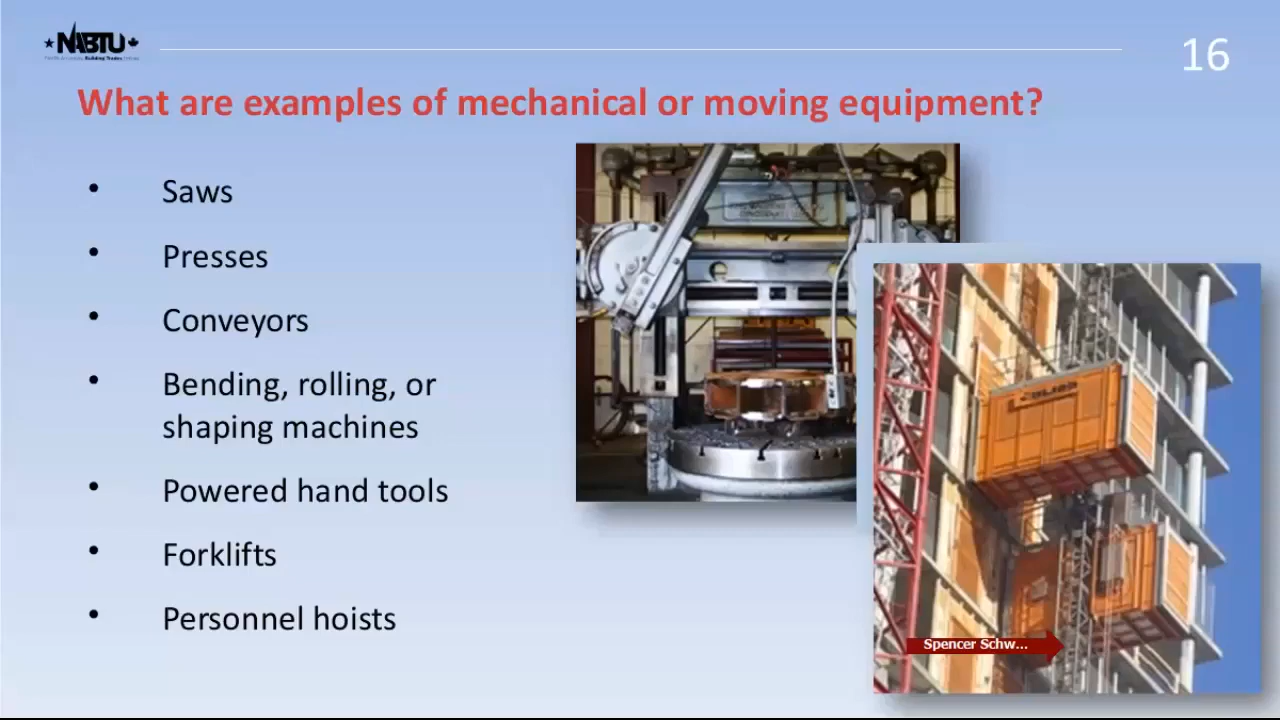 NABTU
16
What are examples of mechanical or moving equipment?
• Saws
• Presses
• Conveyors
• Bending, rolling, or
shaping machines
• Powered hand tools
• Forklifts
• Personnel hoists
Spencer Schw...